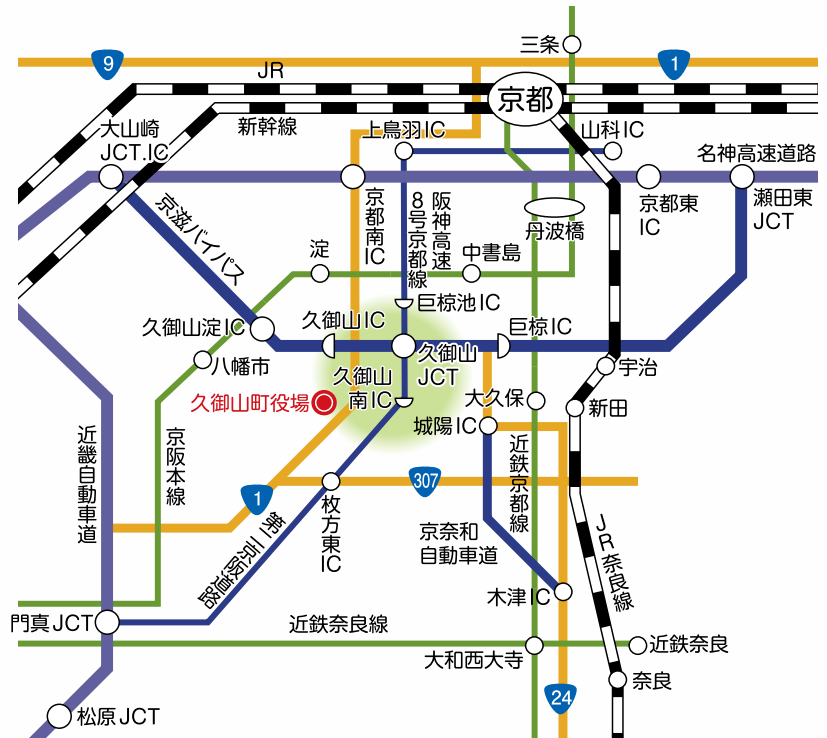 三条
9
JR
1
京都
大山崎
JCT.IC
新幹線
上鳥羽IC
山科IC
名神高速道路
京滋バイパス
京都南IC
阪神高速
8号京都線
丹波橋
京都東
IC
瀬田東
JCT
淀
中書島
久御山淀IC
久御山IC
巨椋池IC
巨椋IC
八幡市
久御山
JCT
宇治
久御山町役場
久御山
南IC
大久保
新田
城陽IC
近畿自動車道
京阪本線
近鉄京都線
1
307
枚方東IC
第二京阪道路
京奈和
自動車道
JR奈良線
木津IC
門真JCT
近鉄奈良線
大和西大寺
近鉄奈良
奈良
24
松原JCT